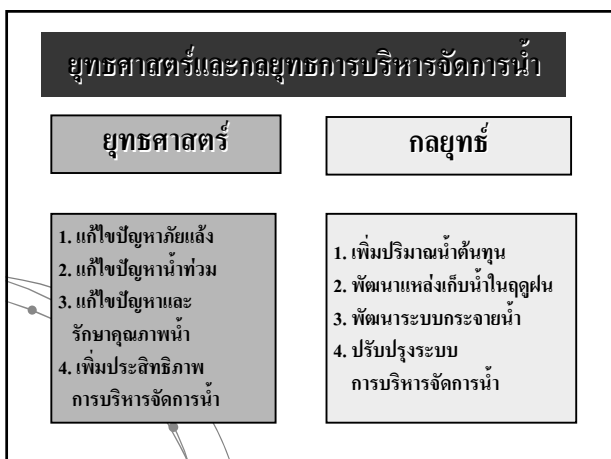 ยุทธศาสตร์และกลยุทธการบริหารจัดการน้ำ
ยุทธศาสตร์
กลยุทธ์
1. แก้ไขปัญหาภัยแล้ง
2. แก้ไขปัญหาน้ำท่วม
3. แก้ไขปัญหาและ
รักษาคุณภาพน้ำ
4. เพิ่มประสิทธิภาพ
การบริหารจัดการน้ำ
1. เพิ่มปริมาณน้ำต้นทุน
2. พัฒนาแหล่งเก็บน้ำในฤดูฝน
3. พัฒนาระบบกระจายน้ำ
4. ปรับปรุงระบบ
การบริหารจัดการน้ำ